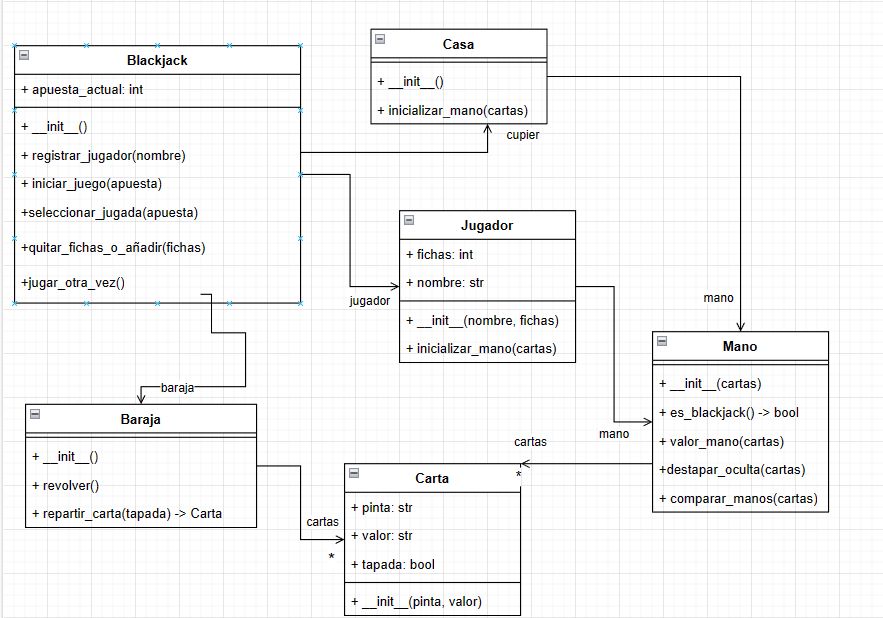 Blackjack
+ apuesta_actual: int
+ __init__()
+ registrar_jugador(nombre)
+ iniciar_juego(apuesta)
+seleccionar_jugada(apuesta)
+quitar_fichas_o_añadir(fichas)
+jugar_otra_vez()
Casa
+ __init__()
+ inicializar_mano(cartas)
cupier
Jugador
+ fichas: int
+ nombre: str
+ __init__(nombre, fichas)
+ inicializar_mano(cartas)
jugador
mano
Mano
+ __init__(cartas)
+ es_blackjack() -> bool
+ valor_mano(cartas)
+destapar_oculta(cartas)
+ comparar_manos(cartas)
mano
baraja
Baraja
+ __init__()
+ revolver()
+ repartir_carta(tapada) -> Carta
cartas
*
cartas
*
Carta
+ pinta: str
+ valor: str
+ tapada: bool
+ __init__(pinta, valor)